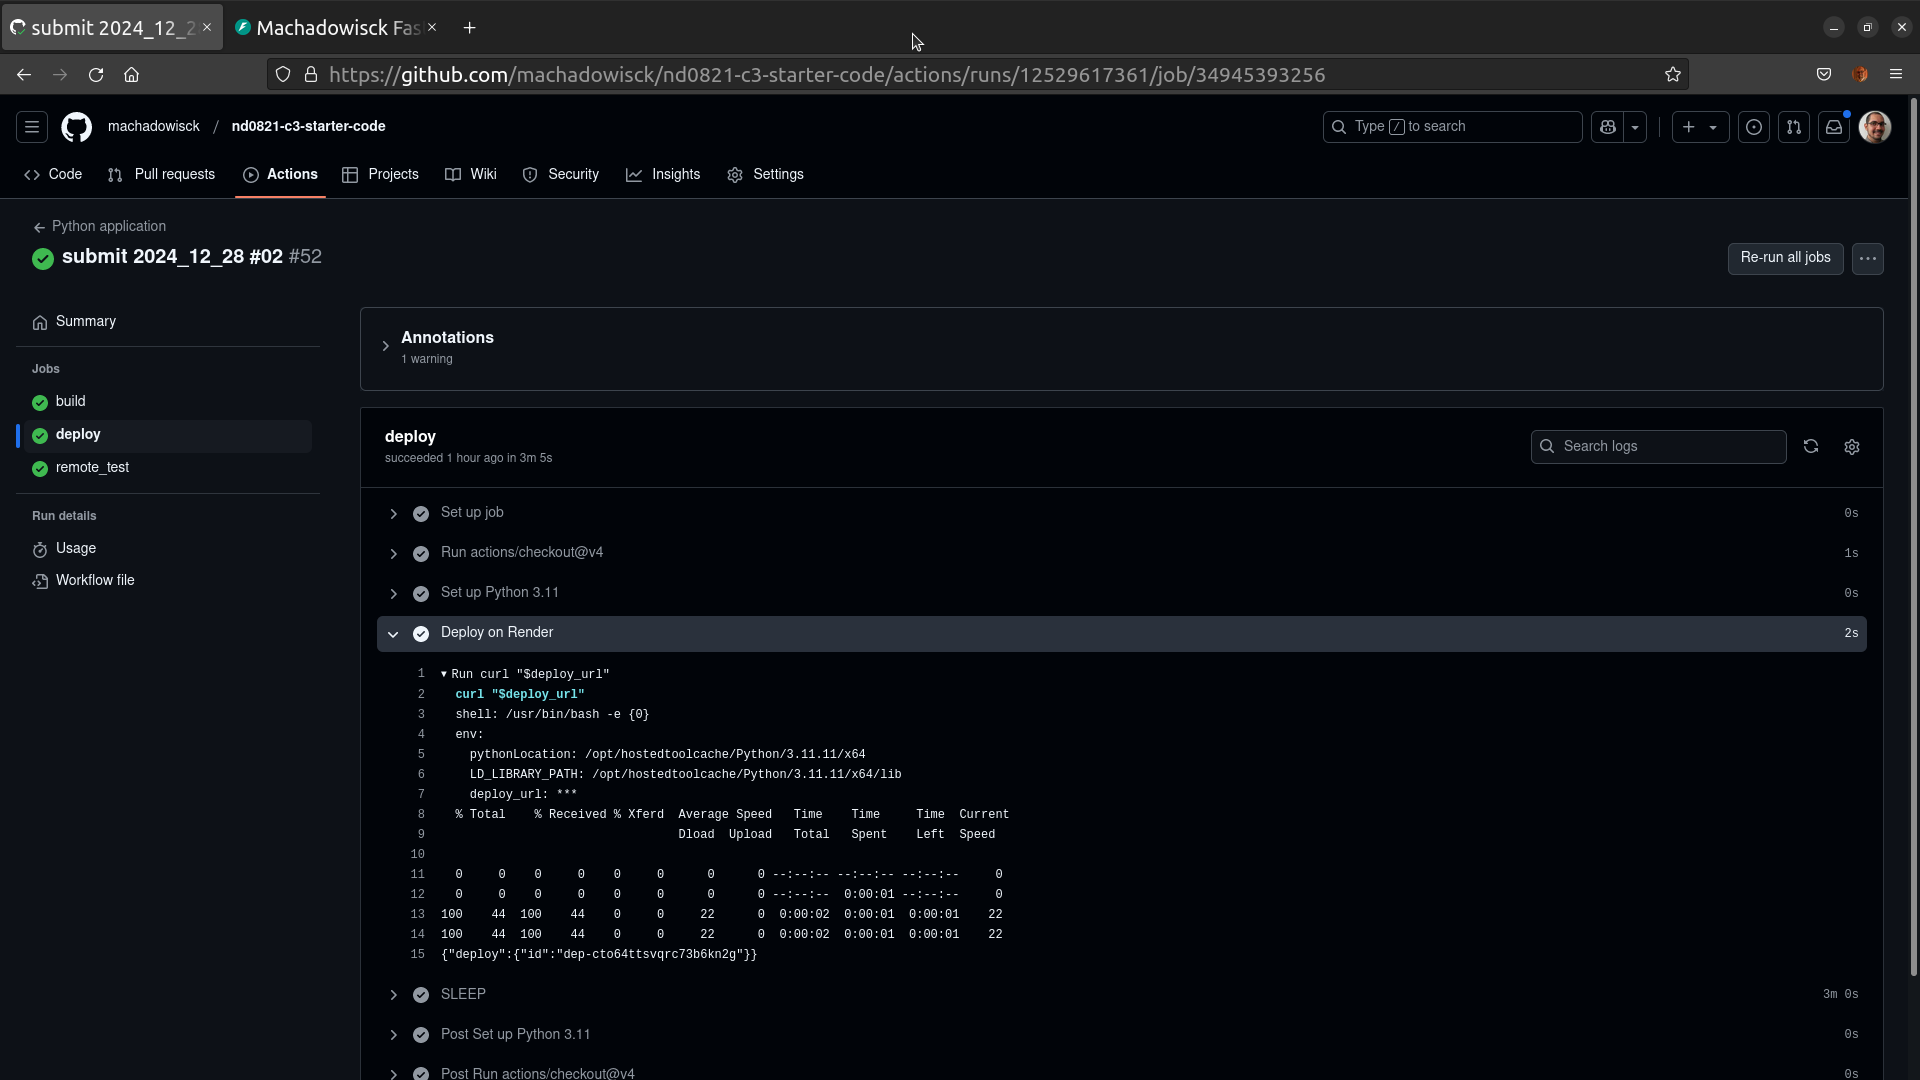 submit 2024_12_2
Machadowisck Fas
https://github.com/machadowisck/nd0821-c3-starter-code/actions/runs/12529617361/job/34945393256
machadowisck / nd0821-c3-starter-code
Type / to search
Code
Pull requests
Actions
Projects
Wiki
Security
Insights
Settings
Python application
submit 2024_12_28 #02 #52
Re-run all jobs
Summary
Jobs
build
deploy
remote_test
Run details
Usage
Workflow file
Annotations
1 warning
deploy
succeeded 1 hour ago in 3m 5s
Search logs
Set up job 0s
Run actions/checkout@v4 1s
Set up Python 3.11 0s
Deploy on Render 2s
1 ▾ Run curl "$deploy_url"
2 curl "$deploy_url"
3 shell: /usr/bin/bash -e {0}
4 env:
5 pythonLocation: /opt/hostedtoolcache/Python/3.11.11/x64
6 LD_LIBRARY_PATH: /opt/hostedtoolcache/Python/3.11.11/x64/lib
7 deploy_url: ***
8 % Total % Received % Xferd Average Speed Time Time Time Current
9 Dload Upload Total Spent Left Speed
10
11 0 0 0 0 0 0 0 0 --:--:-- --:--:-- --:--:-- 0
12 0 0 0 0 0 0 0 0 --:--:-- 0:00:01 --:--:-- 0
13 100 44 100 44 0 0 22 0 0:00:02 0:00:01 0:00:01 22
14 100 44 100 44 0 0 22 0 0:00:02 0:00:01 0:00:01 22
15 {"deploy":{"id":"dep-cto64ttsvqrc73b6kn2g"}}
SLEEP 3m 0s
Post Set up Python 3.11 0s
Post Run actions/checkout@v4 0s